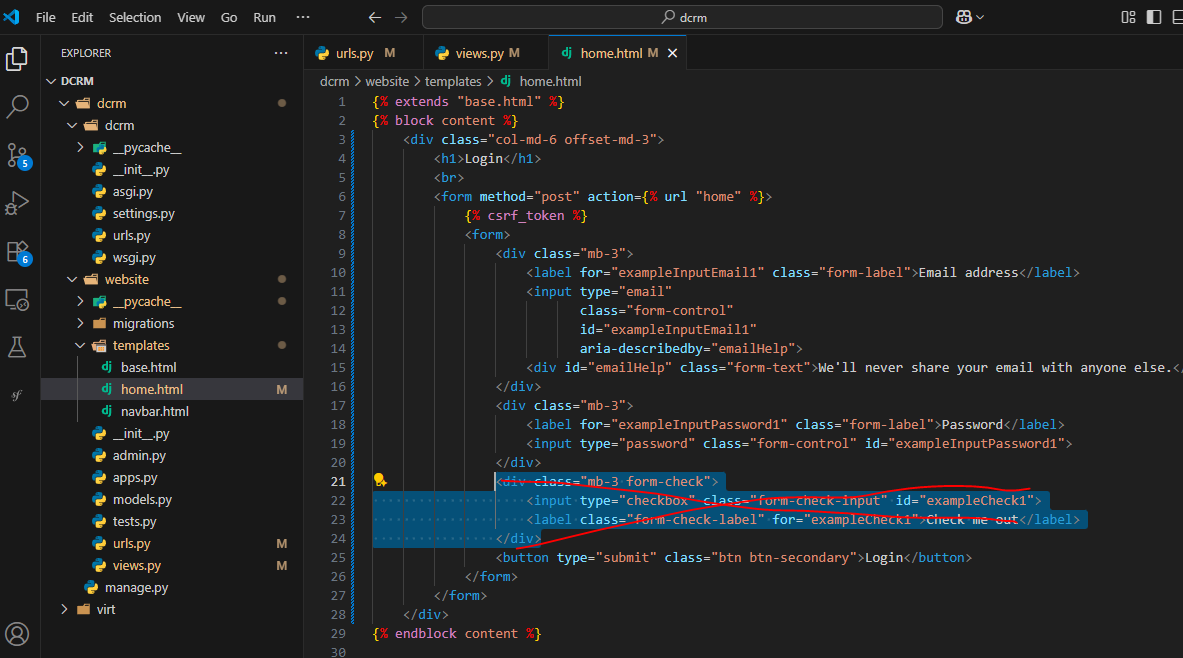 File Edit Selection View Go Run ··· dcrm
EXPLORER ···
urls.py M views.py M home.html M
DCRM
dcrm > website > templates > home.html
dcrm
dcrm
__pycache__
__init__.py
asgi.py
settings.py
urls.py
wsgi.py
website
__pycache__
migrations
templates
base.html
home.html M
navbar.html
__init__.py
admin.py
apps.py
models.py
tests.py
urls.py M
views.py M
manage.py
virt
5
6
1 {% extends "base.html" %}
2 {% block content %}
3 <div class="col-md-6 offset-md-3">
4 <h1>Login</h1>
5 <br>
6 <form method="post" action={% url "home" %}>
7 {% csrf_token %}
8 <form>
9 <div class="mb-3">
10 <label for="exampleInputEmail1" class="form-label">Email address</label>
11 <input type="email"
12 class="form-control"
13 id="exampleInputEmail1"
14 aria-describedby="emailHelp">
15 <div id="emailHelp" class="form-text">We'll never share your email with anyone else.</
16 </div>
17 <div class="mb-3">
18 <label for="exampleInputPassword1" class="form-label">Password</label>
19 <input type="password" class="form-control" id="exampleInputPassword1">
20 </div>
21 <div class="mb-3 form-check">
22 <input type="checkbox" class="form-check-input" id="exampleCheck1">
23 <label class="form-check-label" for="exampleCheck1">Check me out</label>
24 </div>
25 <button type="submit" class="btn btn-secondary">Login</button>
26 </form>
27 </form>
28 </div>
29 {% endblock content %}
30